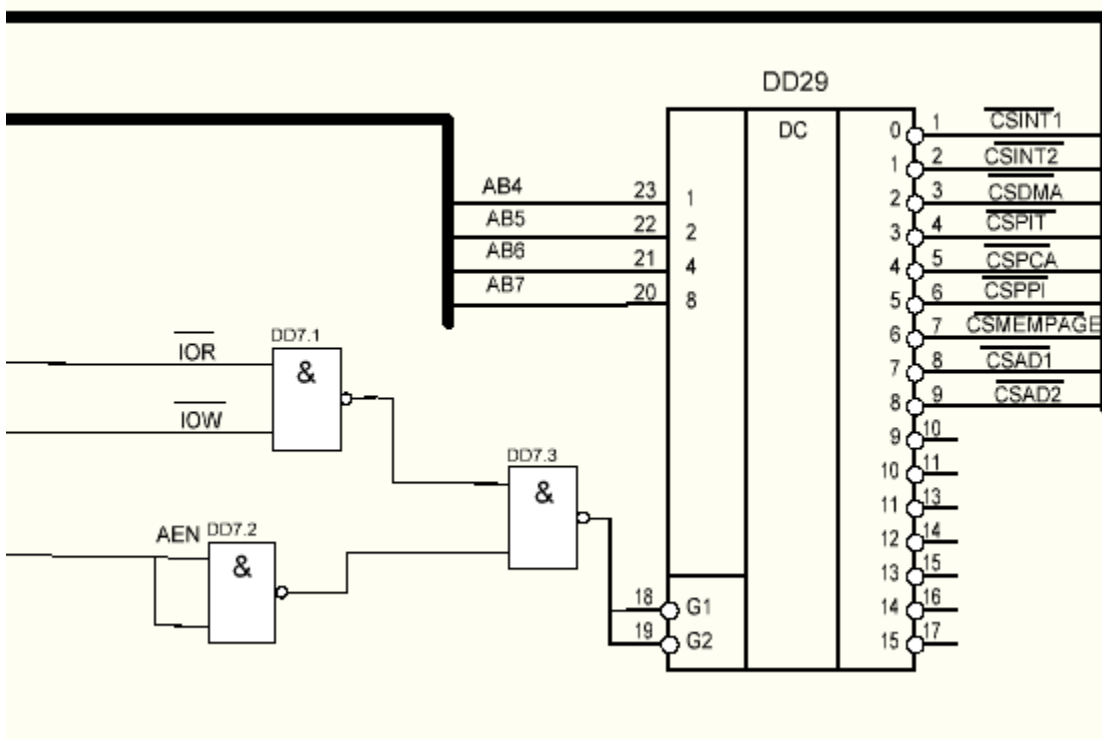 DD29
DC
0 1 CSINT1
1 2 CSINT2
AB4 23 1 2 3 CSDMA
AB5 22 2 3 4 CSPIT
AB6 21 4 4 5 CSPCA
AB7 20 8 5 6 CSPPI
6 7 CSMEMPAGE
7 8 CSAD1
8 9 CSAD2
9 10
10 11
11 13
12 14
13 15
14 16
15 17
DD7.1
IOR
&
IOW
DD7.3
&
AEN DD7.2
&
18 G1
19 G2